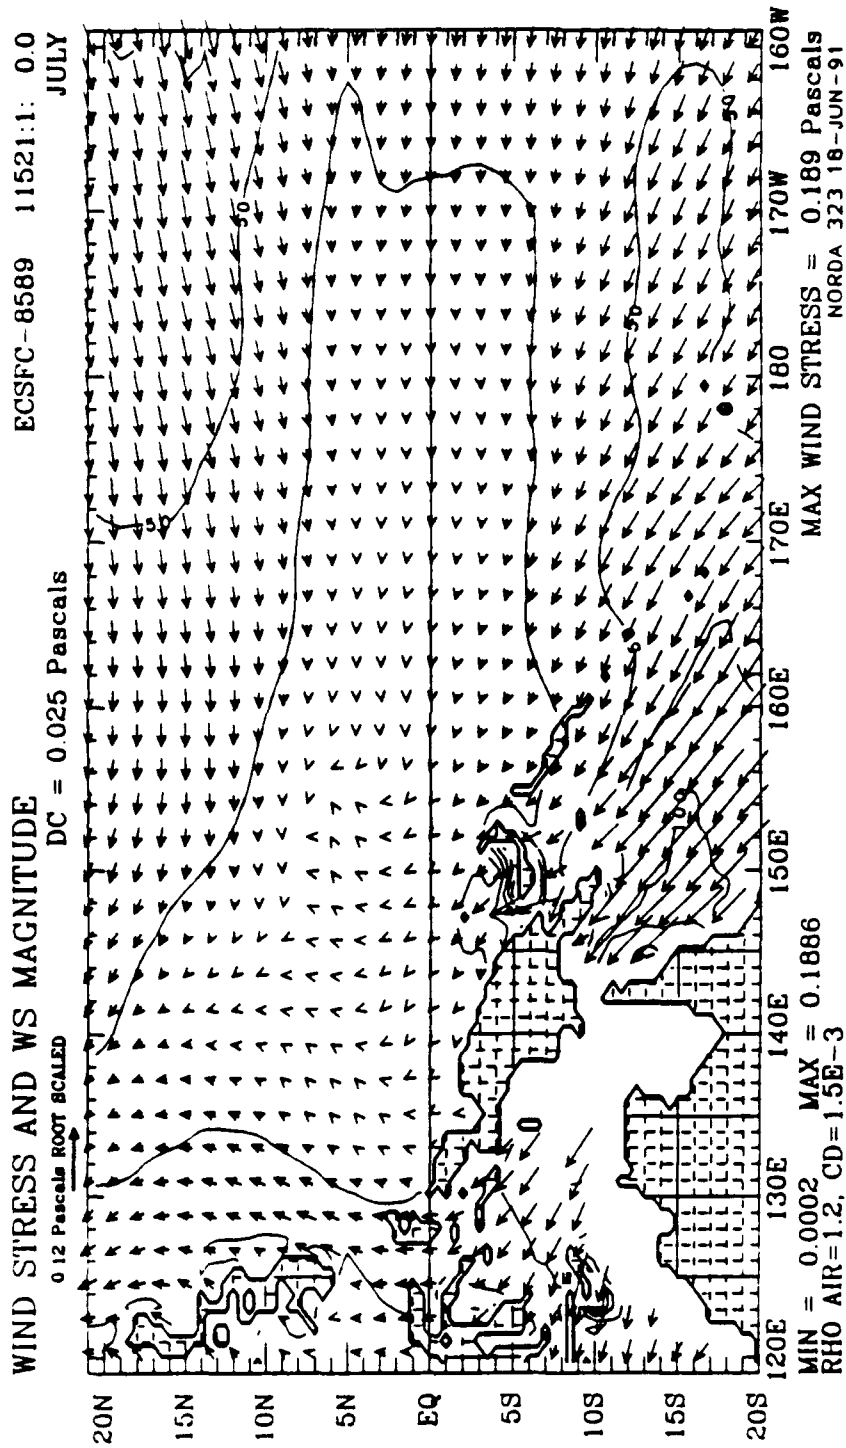 WIND STRESS AND WS MAGNITUDE
ECSFC-8589 11521:1: 0.0
0 12 Pascals ROOT SCALED
DC = 0.025 Pascals
JULY
20N
15N
10N
5N
EQ
5S
10S
15S
20S
50
50
50
50
120E 130E 140E 150E 160E 170E 180 170W 160W
MIN = 0.0002 MAX = 0.1886
MAX WIND STRESS = 0.189 Pascals
RHO AIR=1.2, CD=1.5E-3
NORDA 323 18-JUN-91